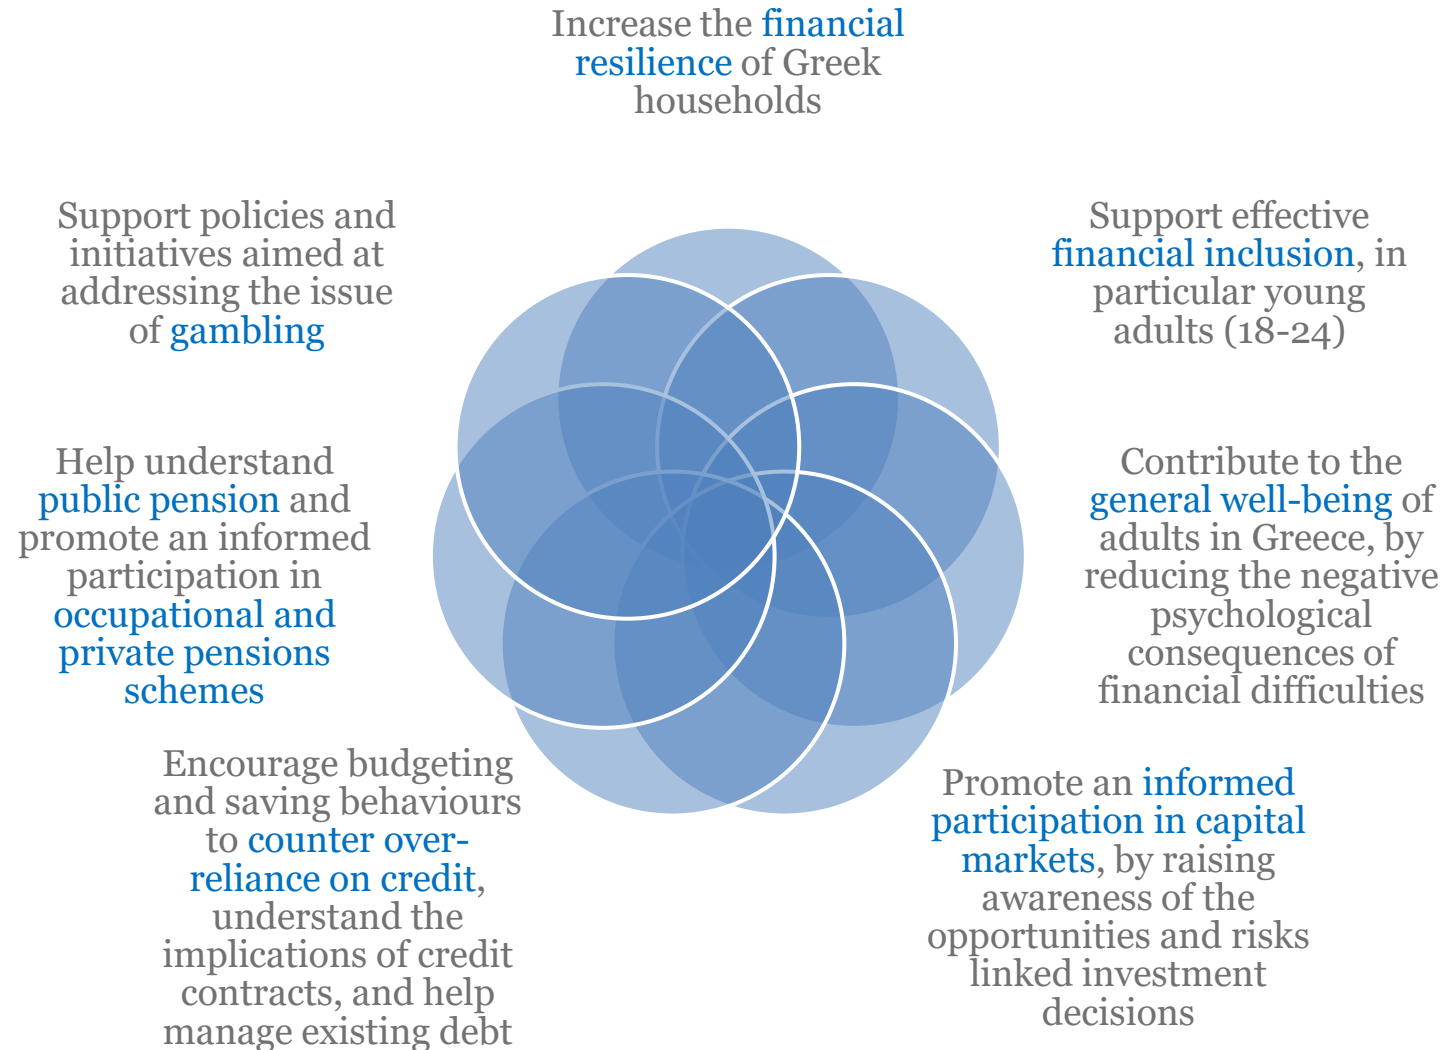 Increase the financial
resilience of Greek
households
Support effective
financial inclusion, in
particular young
adults (18-24)
Contribute to the
general well-being of
adults in Greece, by
reducing the negative
psychological
consequences of
financial difficulties
Promote an informed
participation in capital
markets, by raising
awareness of the
opportunities and risks
linked investment
decisions
Encourage budgeting
and saving behaviours
to counter over-
reliance on credit,
understand the
implications of credit
contracts, and help
manage existing debt
Help understand
public pension and
promote an informed
participation in
occupational and
private pensions
schemes
Support policies and
initiatives aimed at
addressing the issue
of gambling